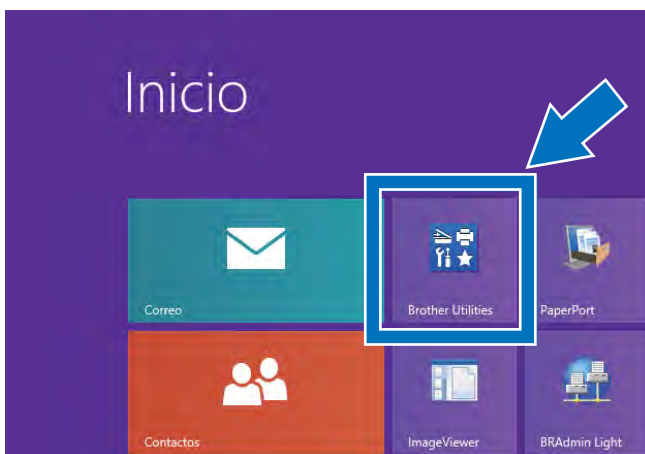 Inicio
Correo
Brother Utilities
PaperPort
Contactos
ImageViewer
BRAdmin Light